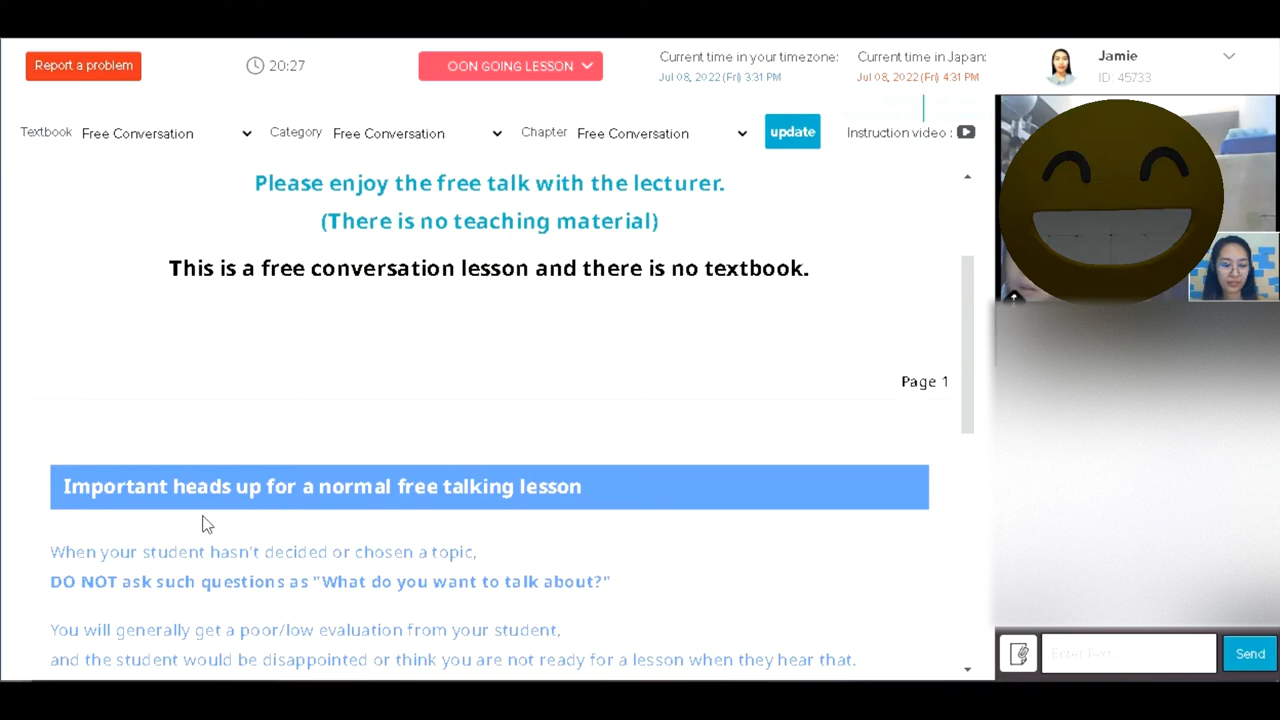 Report a problem
20:27
OON GOING LESSON
Current time in your timezone:
Jul 08, 2022 (Fri) 3:31 PM
Current time in Japan:
Jul 08, 2022 (Fri) 4:31 PM
Jamie
ID: 45733
Textbook Free Conversation Category Free Conversation Chapter Free Conversation update Instruction video :
Please enjoy the free talk with the lecturer.
(There is no teaching material)
This is a free conversation lesson and there is no textbook.
Page 1
Important heads up for a normal free talking lesson
When your student hasn't decided or chosen a topic,
DO NOT ask such questions as "What do you want to talk about?"
You will generally get a poor/low evaluation from your student,
and the student would be disappointed or think you are not ready for a lesson when they hear that.
Enter Text...
Send